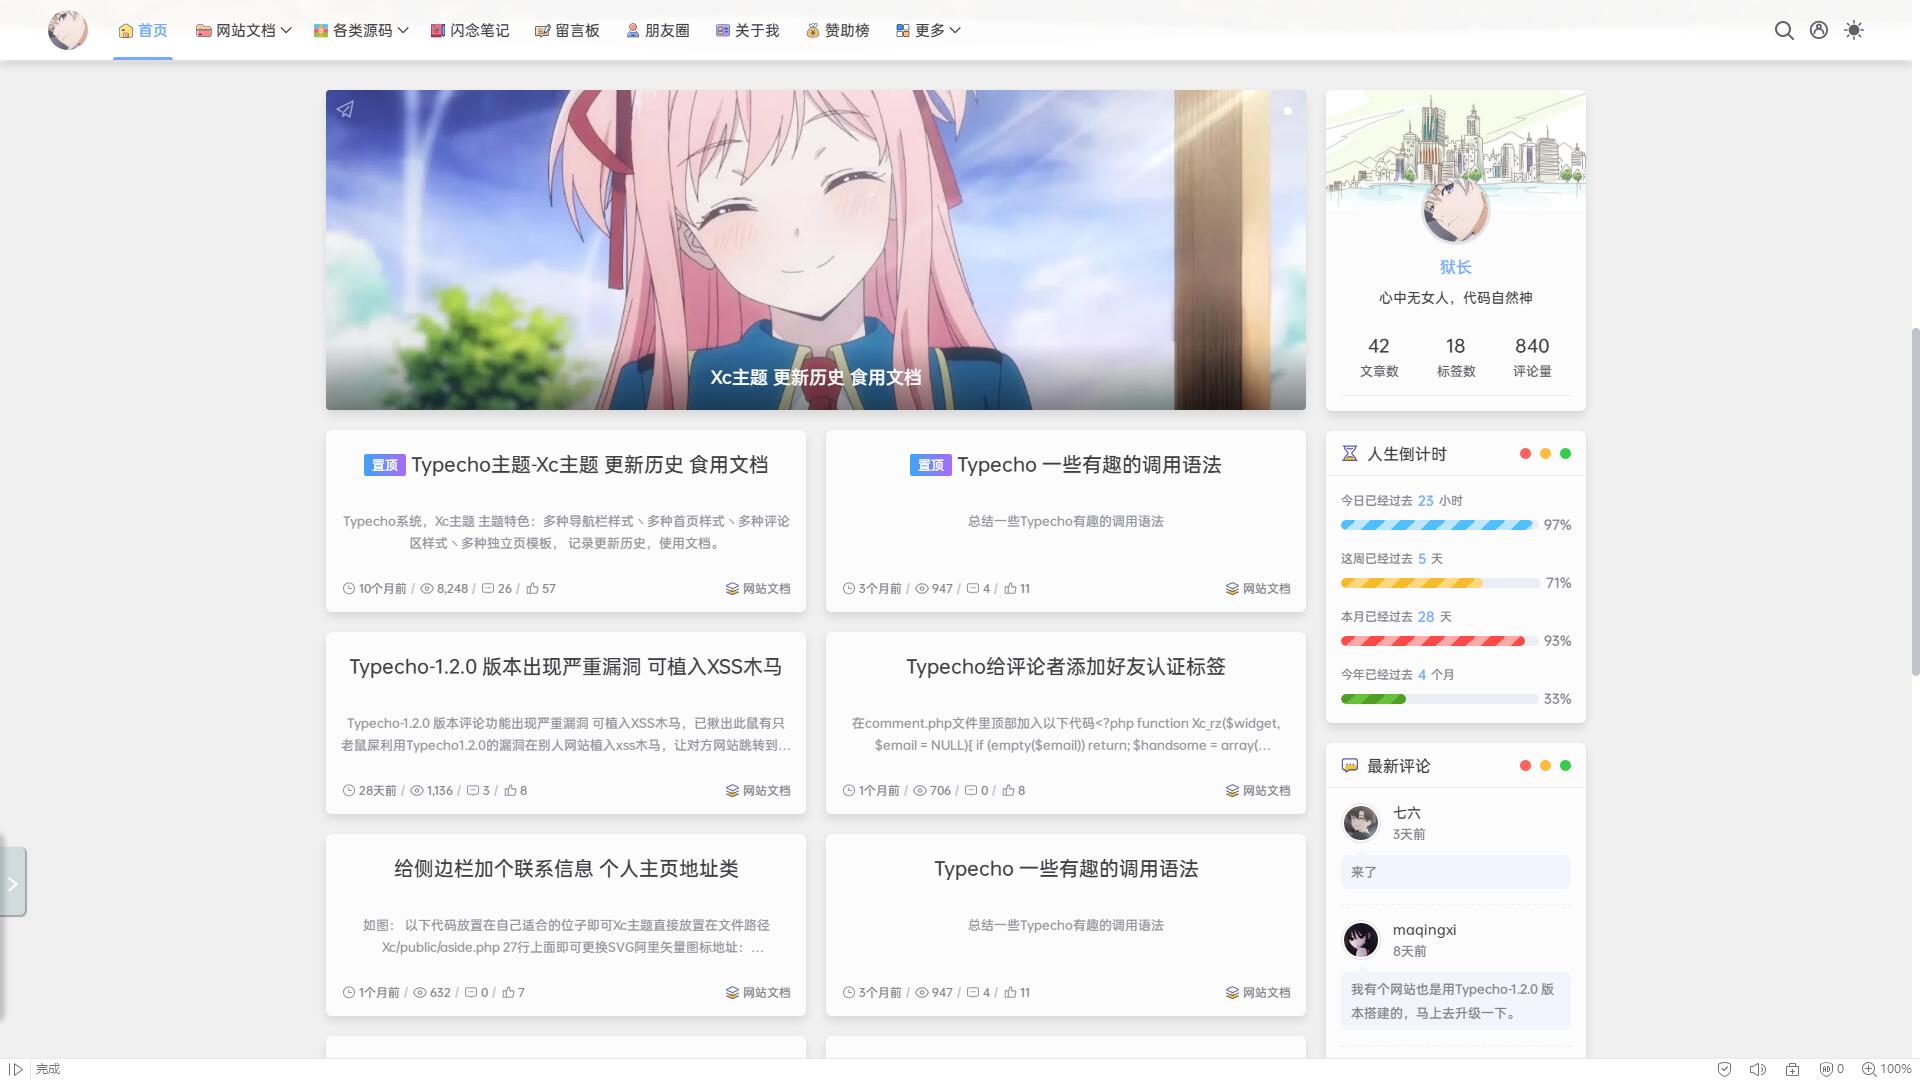 首页 网站文档 各类源码 闪念笔记 留言板 朋友圈 关于我 赞助榜 更多
Xc主题 更新历史 食用文档
狱长
心中无女人，代码自然神
42 18 840
文章数 标签数 评论量
置顶 Typecho主题-Xc主题 更新历史 食用文档
Typecho系统，Xc主题 主题特色：多种导航栏样式丶多种首页样式丶多种评论
区样式丶多种独立页模板， 记录更新历史，使用文档。
10个月前 / 8,248 / 26 / 57 网站文档
置顶 Typecho 一些有趣的调用语法
总结一些Typecho有趣的调用语法
3个月前 / 947 / 4 / 11 网站文档
Typecho-1.2.0 版本出现严重漏洞 可植入XSS木马
Typecho-1.2.0 版本评论功能出现严重漏洞 可植入XSS木马，已揪出此鼠有只
老鼠屎利用Typecho1.2.0的漏洞在别人网站植入xss木马，让对方网站跳转到...
28天前 / 1,136 / 3 / 8 网站文档
Typecho给评论者添加好友认证标签
在comment.php文件里顶部加入以下代码<?php function Xc_rz($widget,
$email = NULL){ if (empty($email)) return; $handsome = array(...
1个月前 / 706 / 0 / 8 网站文档
给侧边栏加个联系信息 个人主页地址类
如图： 以下代码放置在自己适合的位子即可Xc主题直接放置在文件路径
Xc/public/aside.php 27行上面即可更换SVG阿里矢量图标地址：...
1个月前 / 632 / 0 / 7 网站文档
Typecho 一些有趣的调用语法
总结一些Typecho有趣的调用语法
3个月前 / 947 / 4 / 11 网站文档
人生倒计时
今日已经过去 23 小时
97%
这周已经过去 5 天
71%
本月已经过去 28 天
93%
今年已经过去 4 个月
33%
最新评论
七六
3天前
来了
maqingxi
8天前
我有个网站也是用Typecho-1.2.0 版
本搭建的，马上去升级一下。
完成 0 100%